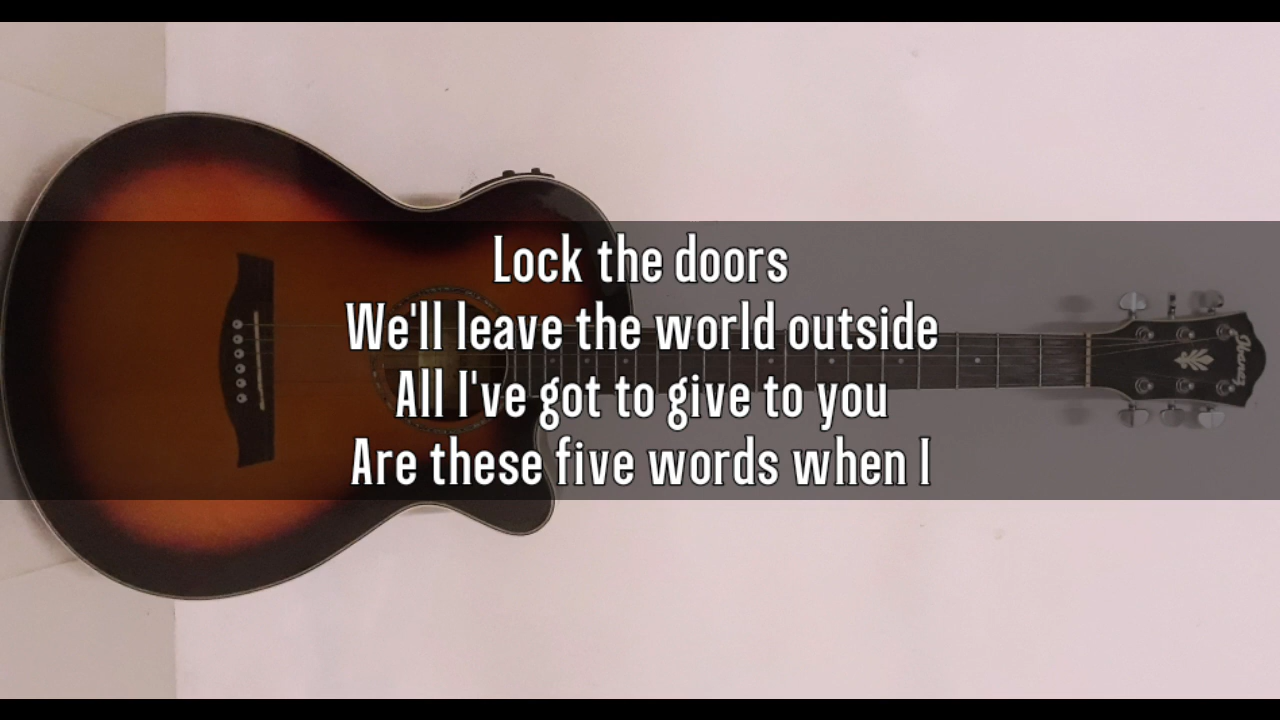 Lock the doors
We'll leave the world outside
All I've got to give to you
Are these five words when I
Ibanez